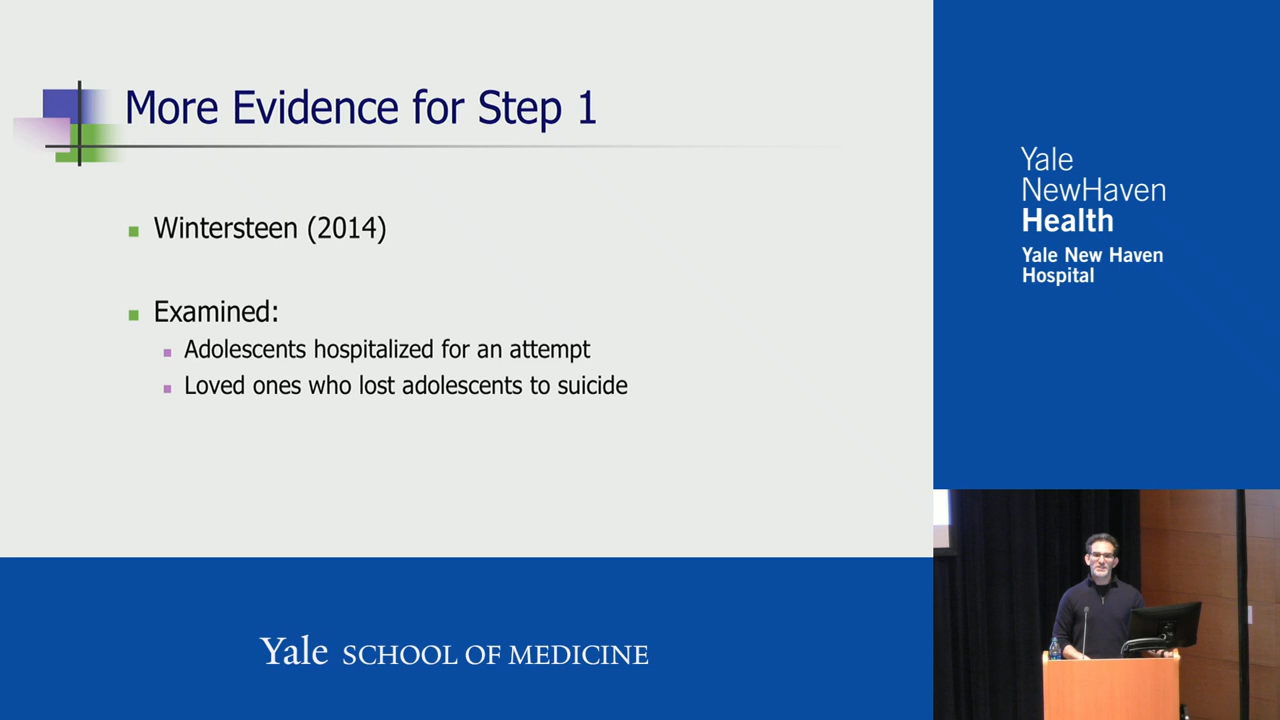 More Evidence for Step 1
Wintersteen (2014)
Examined:
Adolescents hospitalized for an attempt
Loved ones who lost adolescents to suicide
Yale
NewHaven
Health
Yale New Haven
Hospital
Yale SCHOOL OF MEDICINE